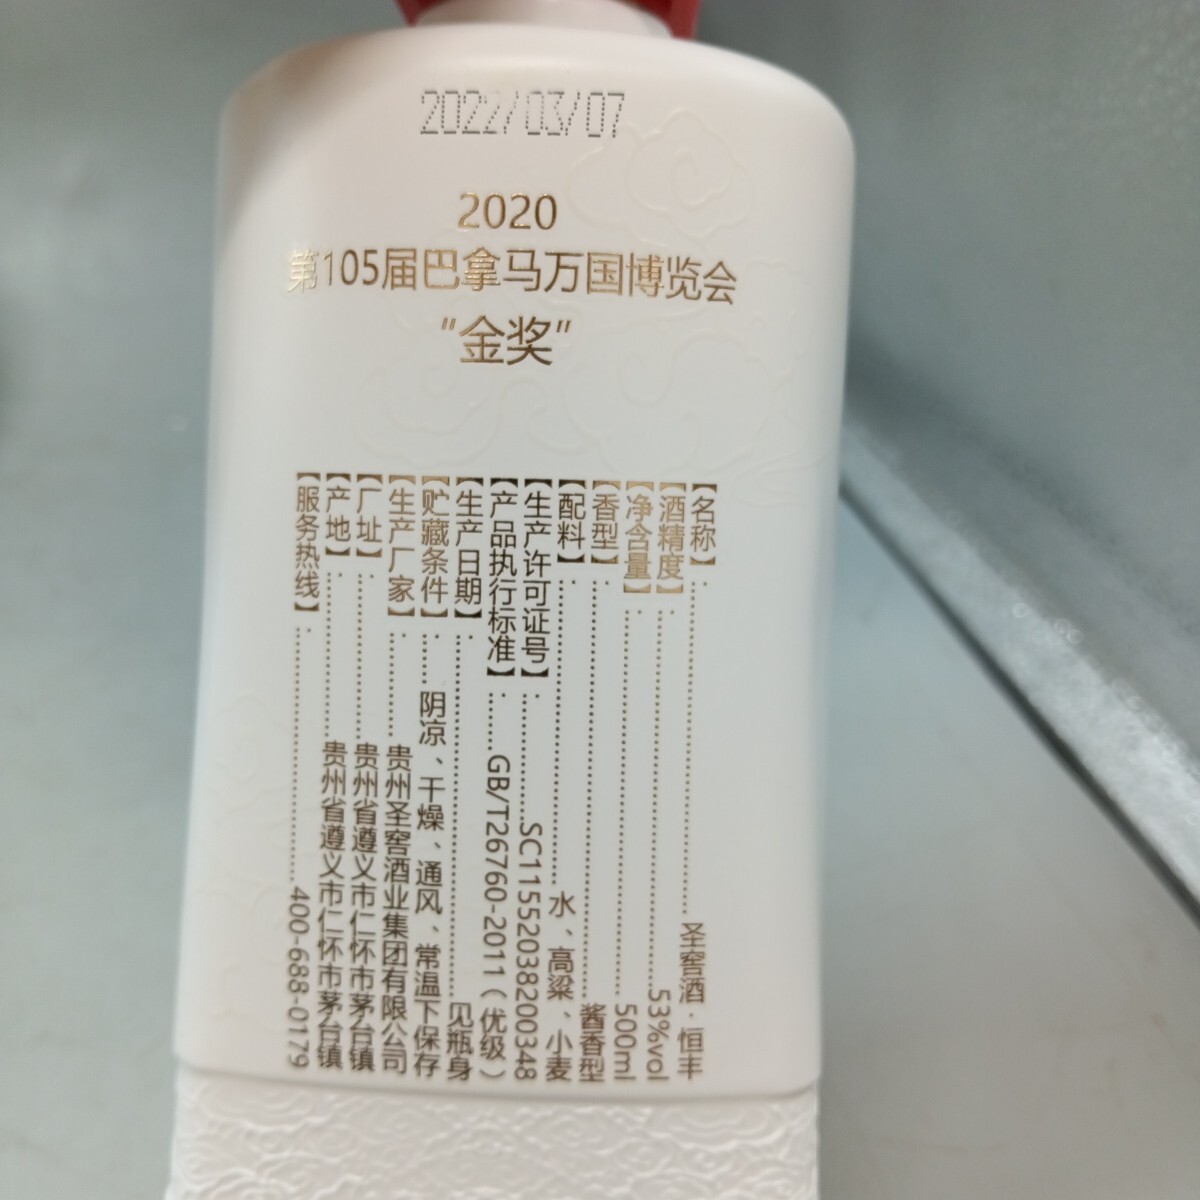 2022/03/07
2020
第105届巴拿马万国博览会
“金奖”
【名称】……圣窖酒·恒丰
【酒精度】……53%vol
【净含量】……500ml
【香型】……酱香型
【配料】……水、高粱、小麦
【生产许可证号】……SC11552038200348
【产品执行标准】……GB/T26760-2011（优级）
【生产日期】……见瓶身
【贮藏条件】……阴凉、干燥、通风、常温下保存
【生产厂家】……贵州圣窖酒业集团有限公司
【厂址】……贵州省遵义市仁怀市茅台镇
【产地】……贵州省遵义市仁怀市茅台镇
【服务热线】……400-688-0179